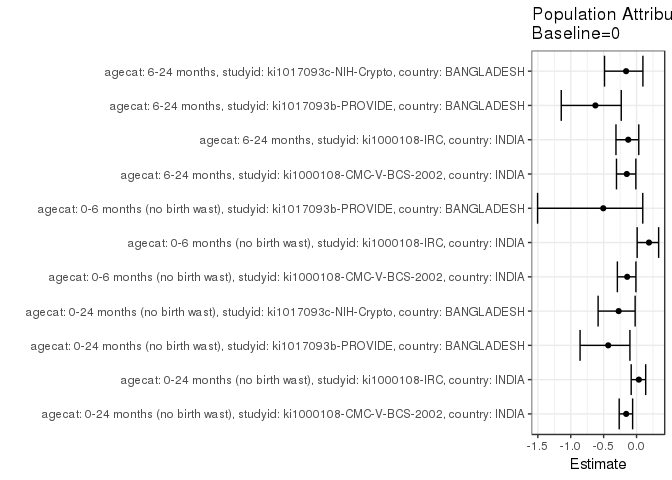 Population Attribu
Baseline=0
agecat: 6-24 months, studyid: ki1017093c-NIH-Crypto, country: BANGLADESH
agecat: 6-24 months, studyid: ki1017093b-PROVIDE, country: BANGLADESH
agecat: 6-24 months, studyid: ki1000108-IRC, country: INDIA
agecat: 6-24 months, studyid: ki1000108-CMC-V-BCS-2002, country: INDIA
agecat: 0-6 months (no birth wast), studyid: ki1017093b-PROVIDE, country: BANGLADESH
agecat: 0-6 months (no birth wast), studyid: ki1000108-IRC, country: INDIA
agecat: 0-6 months (no birth wast), studyid: ki1000108-CMC-V-BCS-2002, country: INDIA
agecat: 0-24 months (no birth wast), studyid: ki1017093c-NIH-Crypto, country: BANGLADESH
agecat: 0-24 months (no birth wast), studyid: ki1017093b-PROVIDE, country: BANGLADESH
agecat: 0-24 months (no birth wast), studyid: ki1000108-IRC, country: INDIA
agecat: 0-24 months (no birth wast), studyid: ki1000108-CMC-V-BCS-2002, country: INDIA
-1.5 -1.0 -0.5 0.0
Estimate